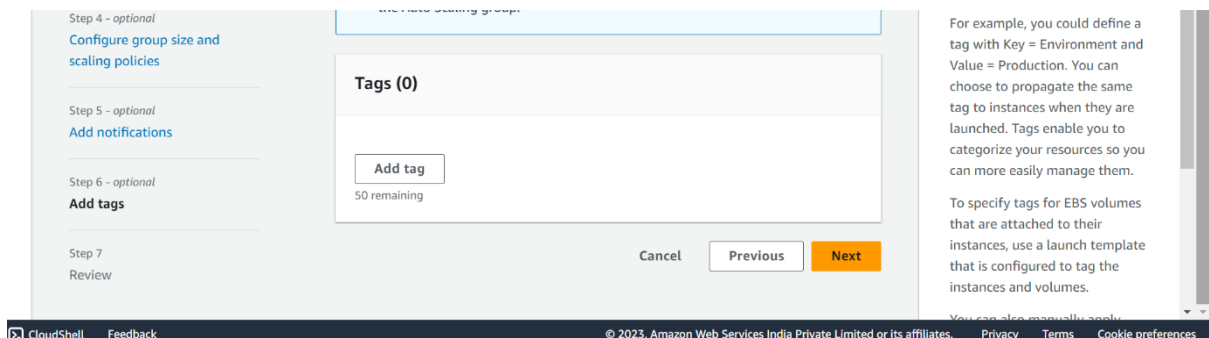 Step 4 - optional
Configure group size and
scaling policies
Step 5 - optional
Add notifications
Step 6 - optional
Add tags
Step 7
Review
the Auto Scaling group.
Tags (0)
Add tag
50 remaining
Cancel
Previous
Next
For example, you could define a
tag with Key = Environment and
Value = Production. You can
choose to propagate the same
tag to instances when they are
launched. Tags enable you to
categorize your resources so you
can more easily manage them.
To specify tags for EBS volumes
that are attached to their
instances, use a launch template
that is configured to tag the
instances and volumes.
You can also manually apply
CloudShell Feedback © 2023, Amazon Web Services India Private Limited or its affiliates. Privacy Terms Cookie preferences